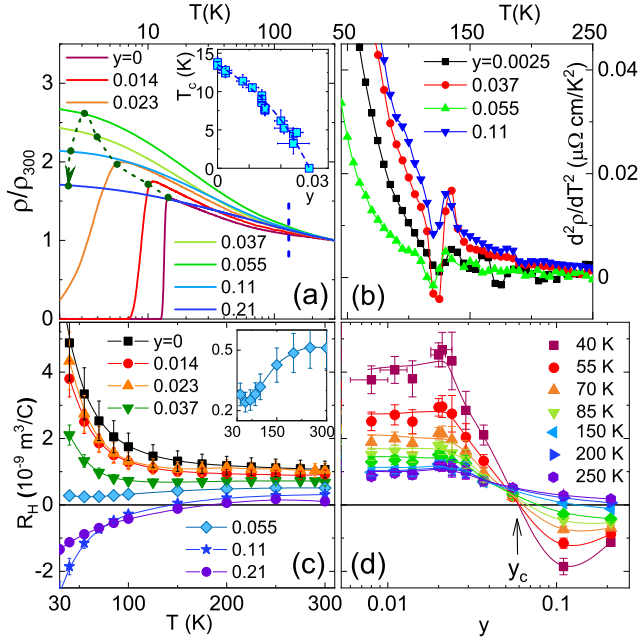 T(K)
10
100
3
2
1
0
ρ/ρ300
y=0
0.014
0.023
15
10
5
0
Tc (K)
0.00
0.03
y
0.037
0.055
0.11
0.21
(a)
T(K)
50
100
150
200
250
y=0.0025
0.037
0.055
0.11
0.04
0.02
0
d²ρ/dT² (μΩ cm/K²)
(b)
4
2
0
-2
R_H (10⁻⁹ m³/C)
y=0
0.014
0.023
0.037
0.5
0.2
30
150
300
0.055
0.11
0.21
(c)
30
100
200
300
T (K)
40 K
55 K
70 K
85 K
150 K
200 K
250 K
yc
(d)
0.01
0.1
y